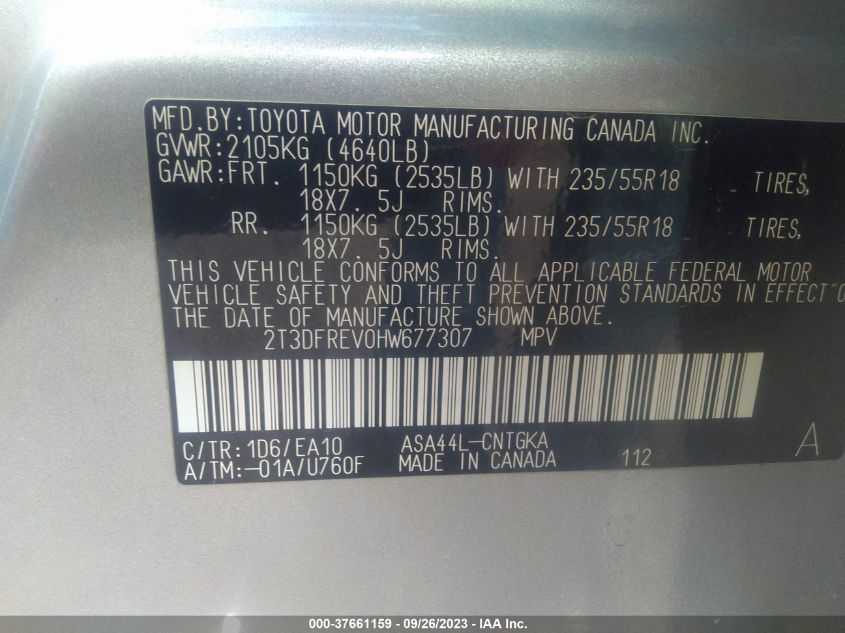 MFD.BY:TOYOTA MOTOR MANUFACTURING CANADA INC.
GVWR:2105KG (4640LB)
GAWR:FRT. 1150KG (2535LB) WITH 235/55R18 TIRES,
18X7. 5J RIMS.
RR. 1150KG (2535LB) WITH 235/55R18 TIRES,
18X7. 5J RIMS.
THIS VEHICLE CONFORMS TO ALL APPLICABLE FEDERAL MOTOR
VEHICLE SAFETY AND THEFT PREVENTION STANDARDS IN EFFECT O
THE DATE OF MANUFACTURE SHOWN ABOVE.
2T3DFREV0HW677307 MPV
C/TR:1D6/EA10 ASA44L-CNTGKA A
A/TM:-01A/U760F MADE IN CANADA 112
000-37661159 - 09/26/2023 - IAA Inc.